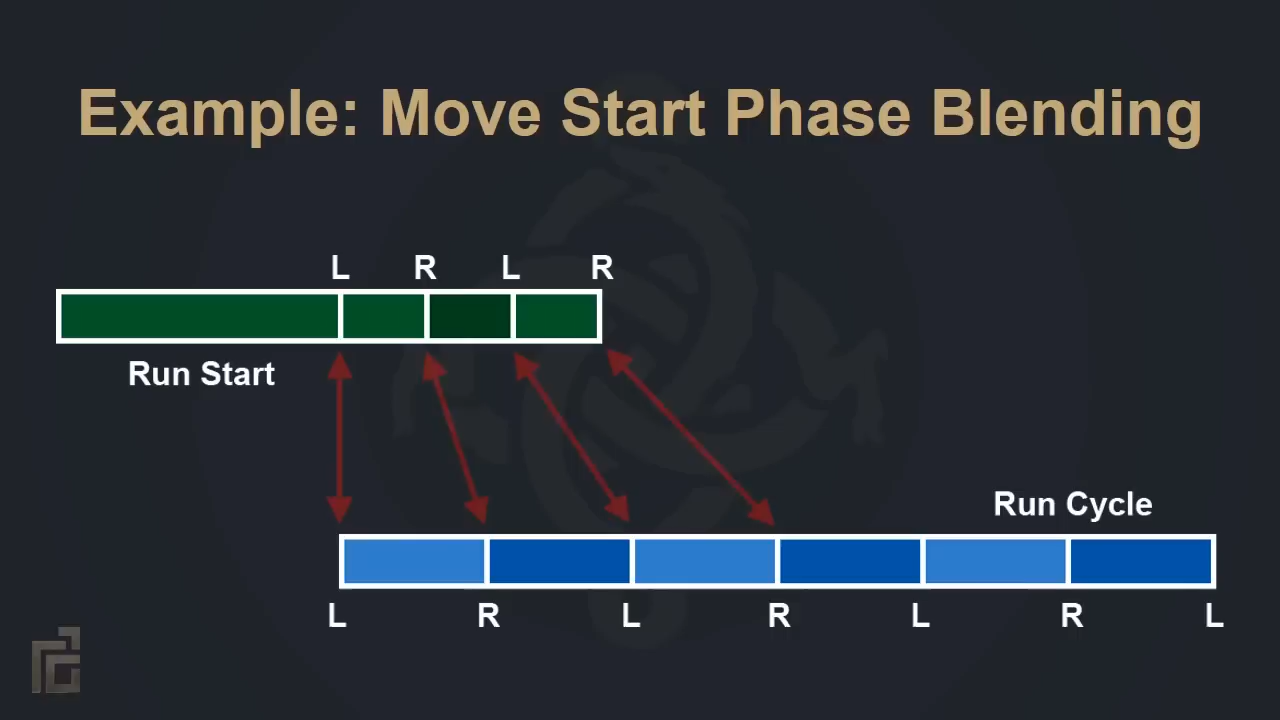 Example: Move Start Phase Blending
L R L R
Run Start
Run Cycle
L R L R L R L